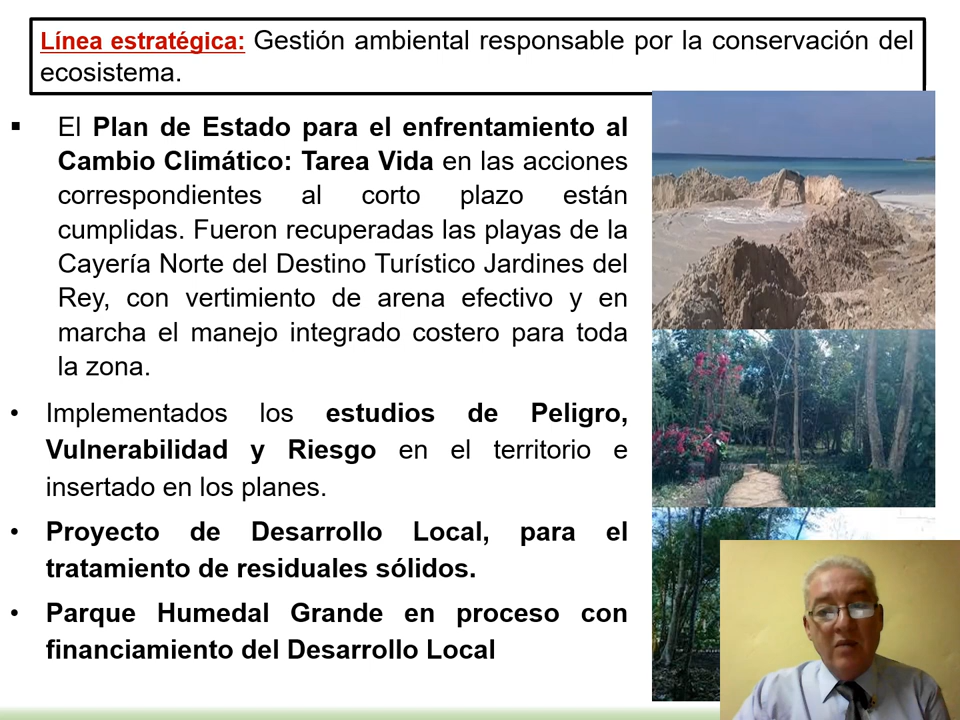 Línea estratégica: Gestión ambiental responsable por la conservación del
ecosistema.
▪ El Plan de Estado para el enfrentamiento al
Cambio Climático: Tarea Vida en las acciones
correspondientes al corto plazo están
cumplidas. Fueron recuperadas las playas de la
Cayería Norte del Destino Turístico Jardines del
Rey, con vertimiento de arena efectivo y en
marcha el manejo integrado costero para toda
la zona.
• Implementados los estudios de Peligro,
Vulnerabilidad y Riesgo en el territorio e
insertado en los planes.
• Proyecto de Desarrollo Local, para el
tratamiento de residuales sólidos.
• Parque Humedal Grande en proceso con
financiamiento del Desarrollo Local